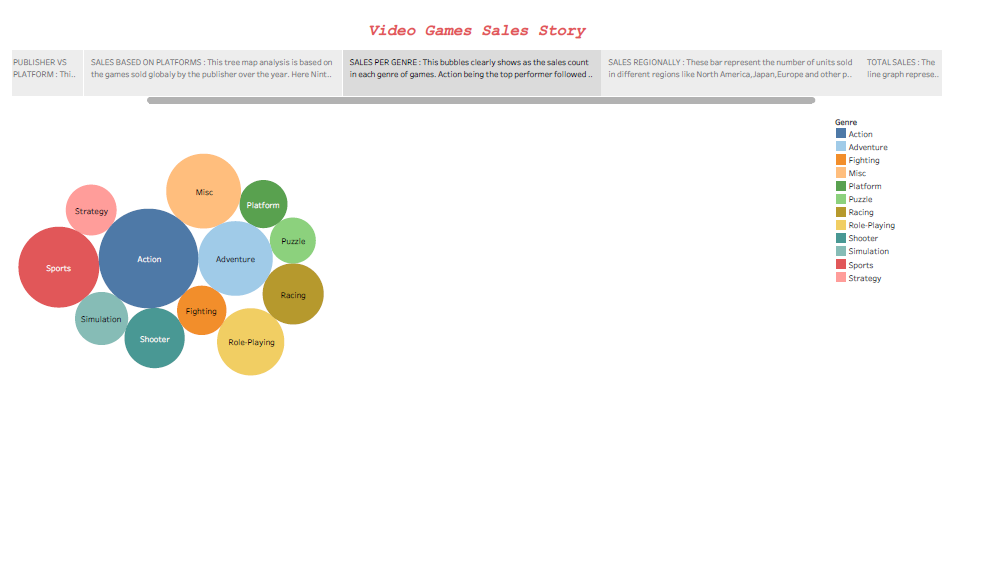 Video Games Sales Story
PUBLISHER VS
PLATFORM : Thi..
SALES BASED ON PLATFORMS : This tree map analysis is based on
the games sold globally by the publisher over the year. Here Nint..
SALES PER GENRE : This bubbles clearly shows as the sales count
in each genre of games. Action being the top performer followed ..
SALES REGIONALLY : These bar represent the number of units sold
in different regions like North America,Japan,Europe and other p..
TOTAL SALES : The
line graph represe..
Genre
Action
Adventure
Fighting
Misc
Platform
Puzzle
Racing
Role-Playing
Shooter
Simulation
Sports
Strategy
Misc
Platform
Strategy
Puzzle
Action
Adventure
Sports
Racing
Fighting
Simulation
Shooter
Role-Playing